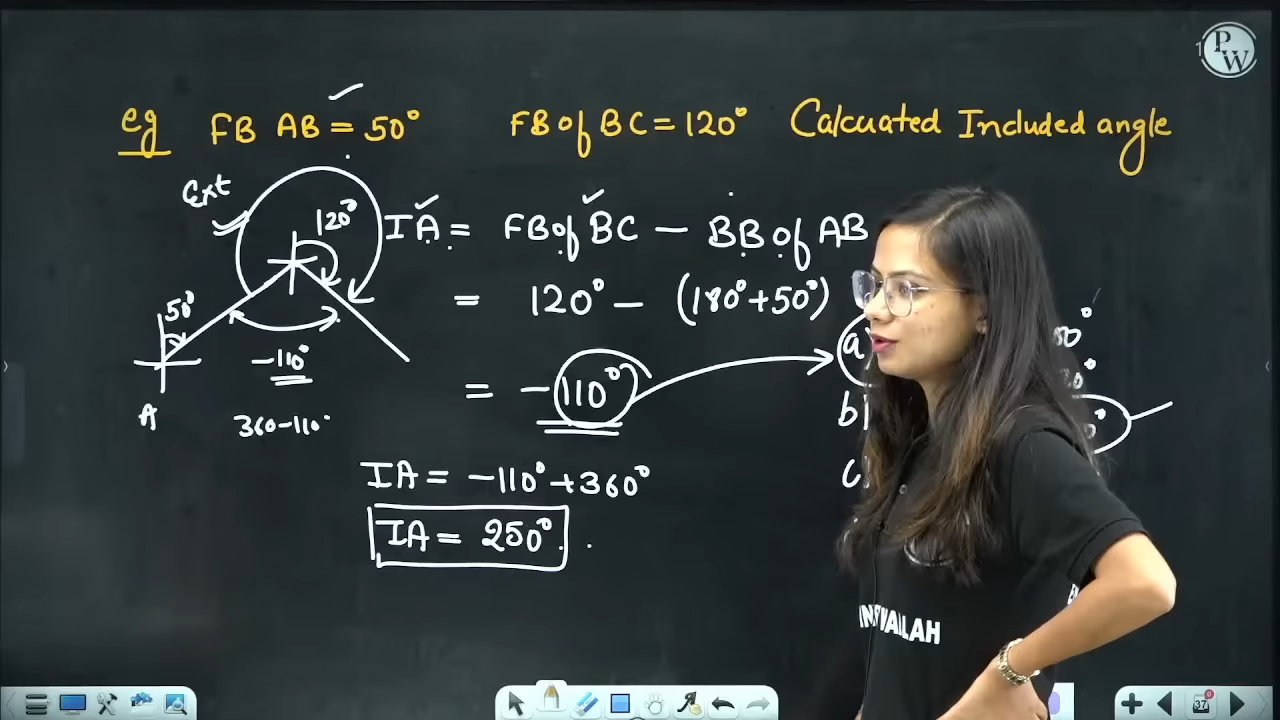 eg FB AB = 50° FB of BC = 120° Calcuated Included angle
Ext
120°
IA = FB of BC - BB of AB
50°
= 120° - (180° + 50°)
-110°
= -110°
A
360-110°
a)
b)
c)
IA = -110° + 360°
IA = 250°.
PW
37